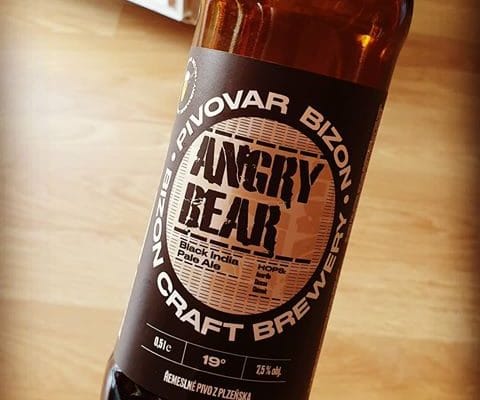 PIVOVAR BIZON
BIZON CRAFT BREWERY
ANGRY
BEAR
Black India
Pale Ale
HOPS:
0,5l e
19°
7,5% obj.
ŘEMESLNÉ PIVO Z PLZEŇSKA